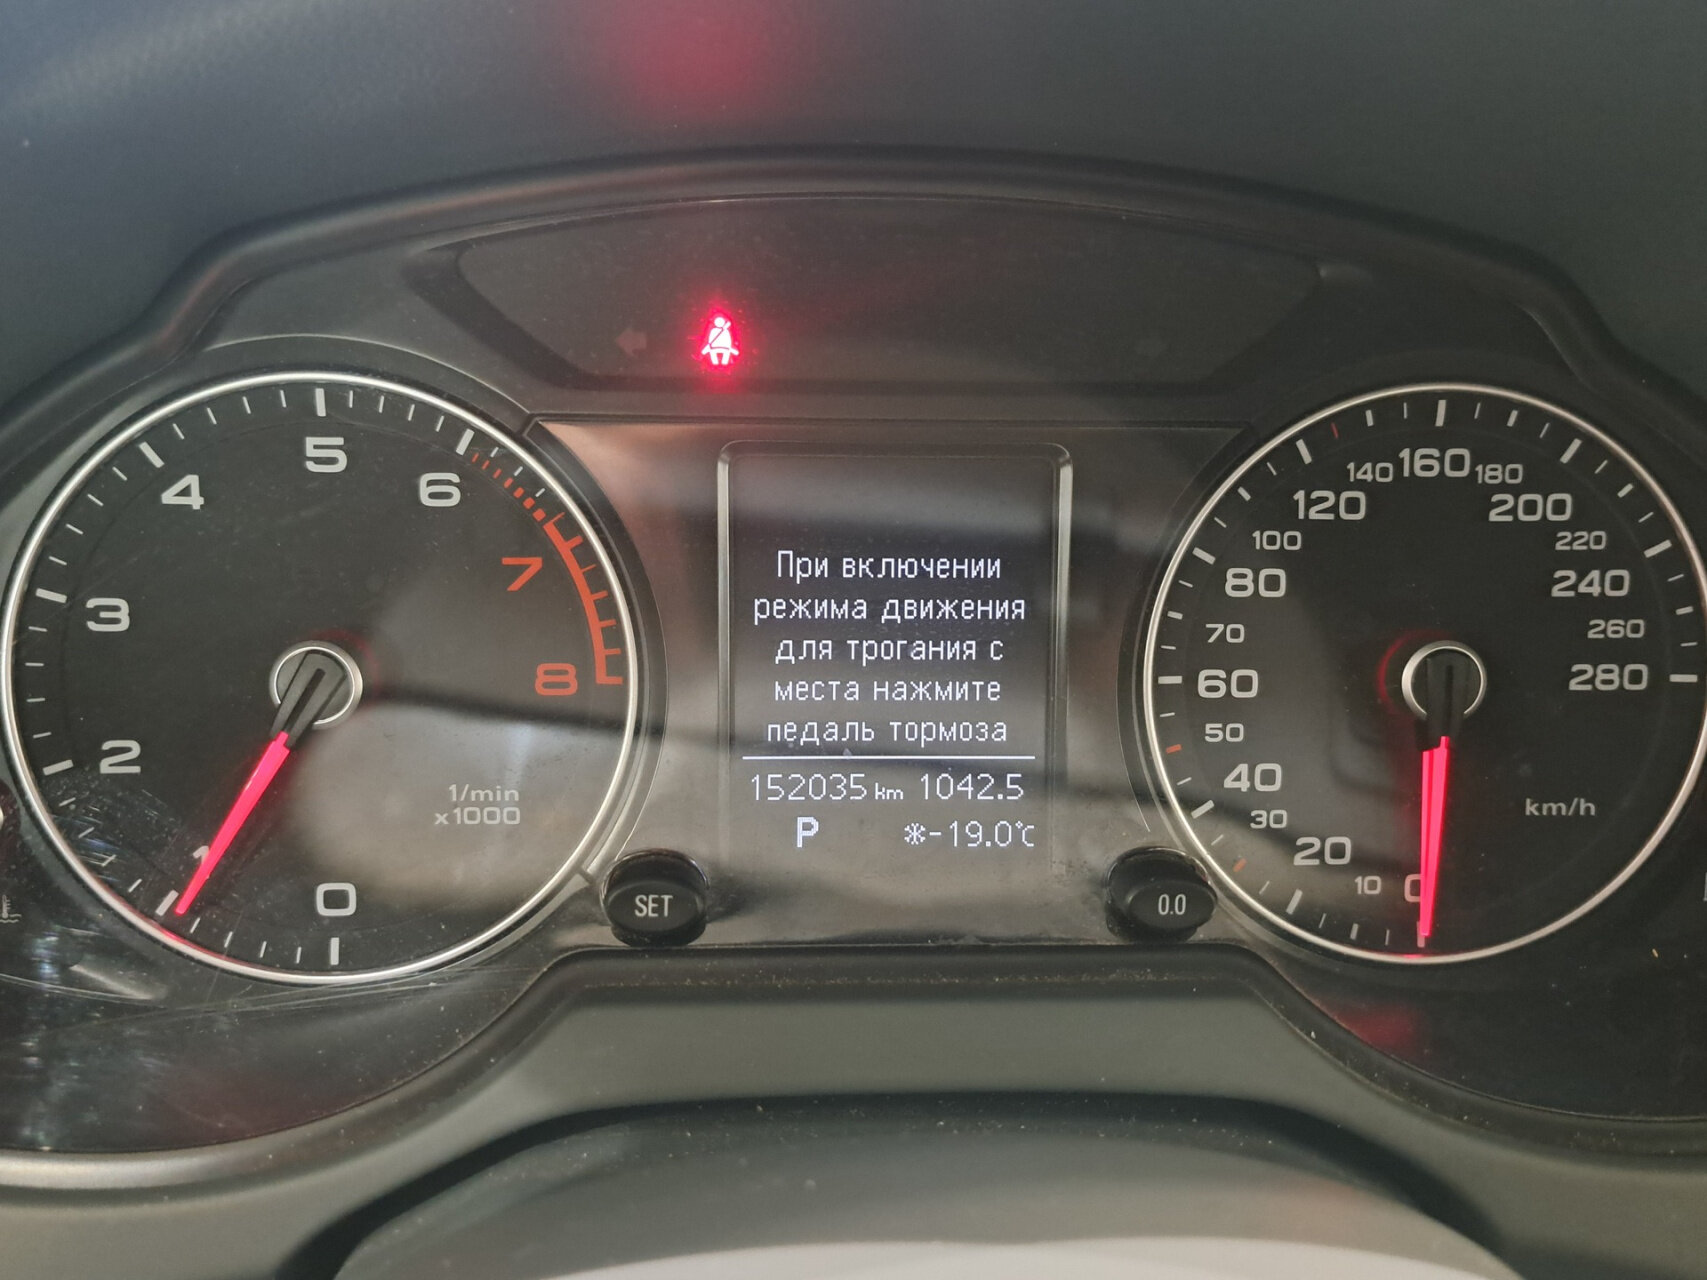 5
4
6
3
7
2
8
1/min
x1000
1
0
При включении
режима движения
для трогания с
места нажмите
педаль тормоза
152035 km 1042.5
P ❄-19.0°C
SET
0.0
140 160 180
120 200
100 220
80 240
70 260
60 280
50
40
km/h
30
20
10 0